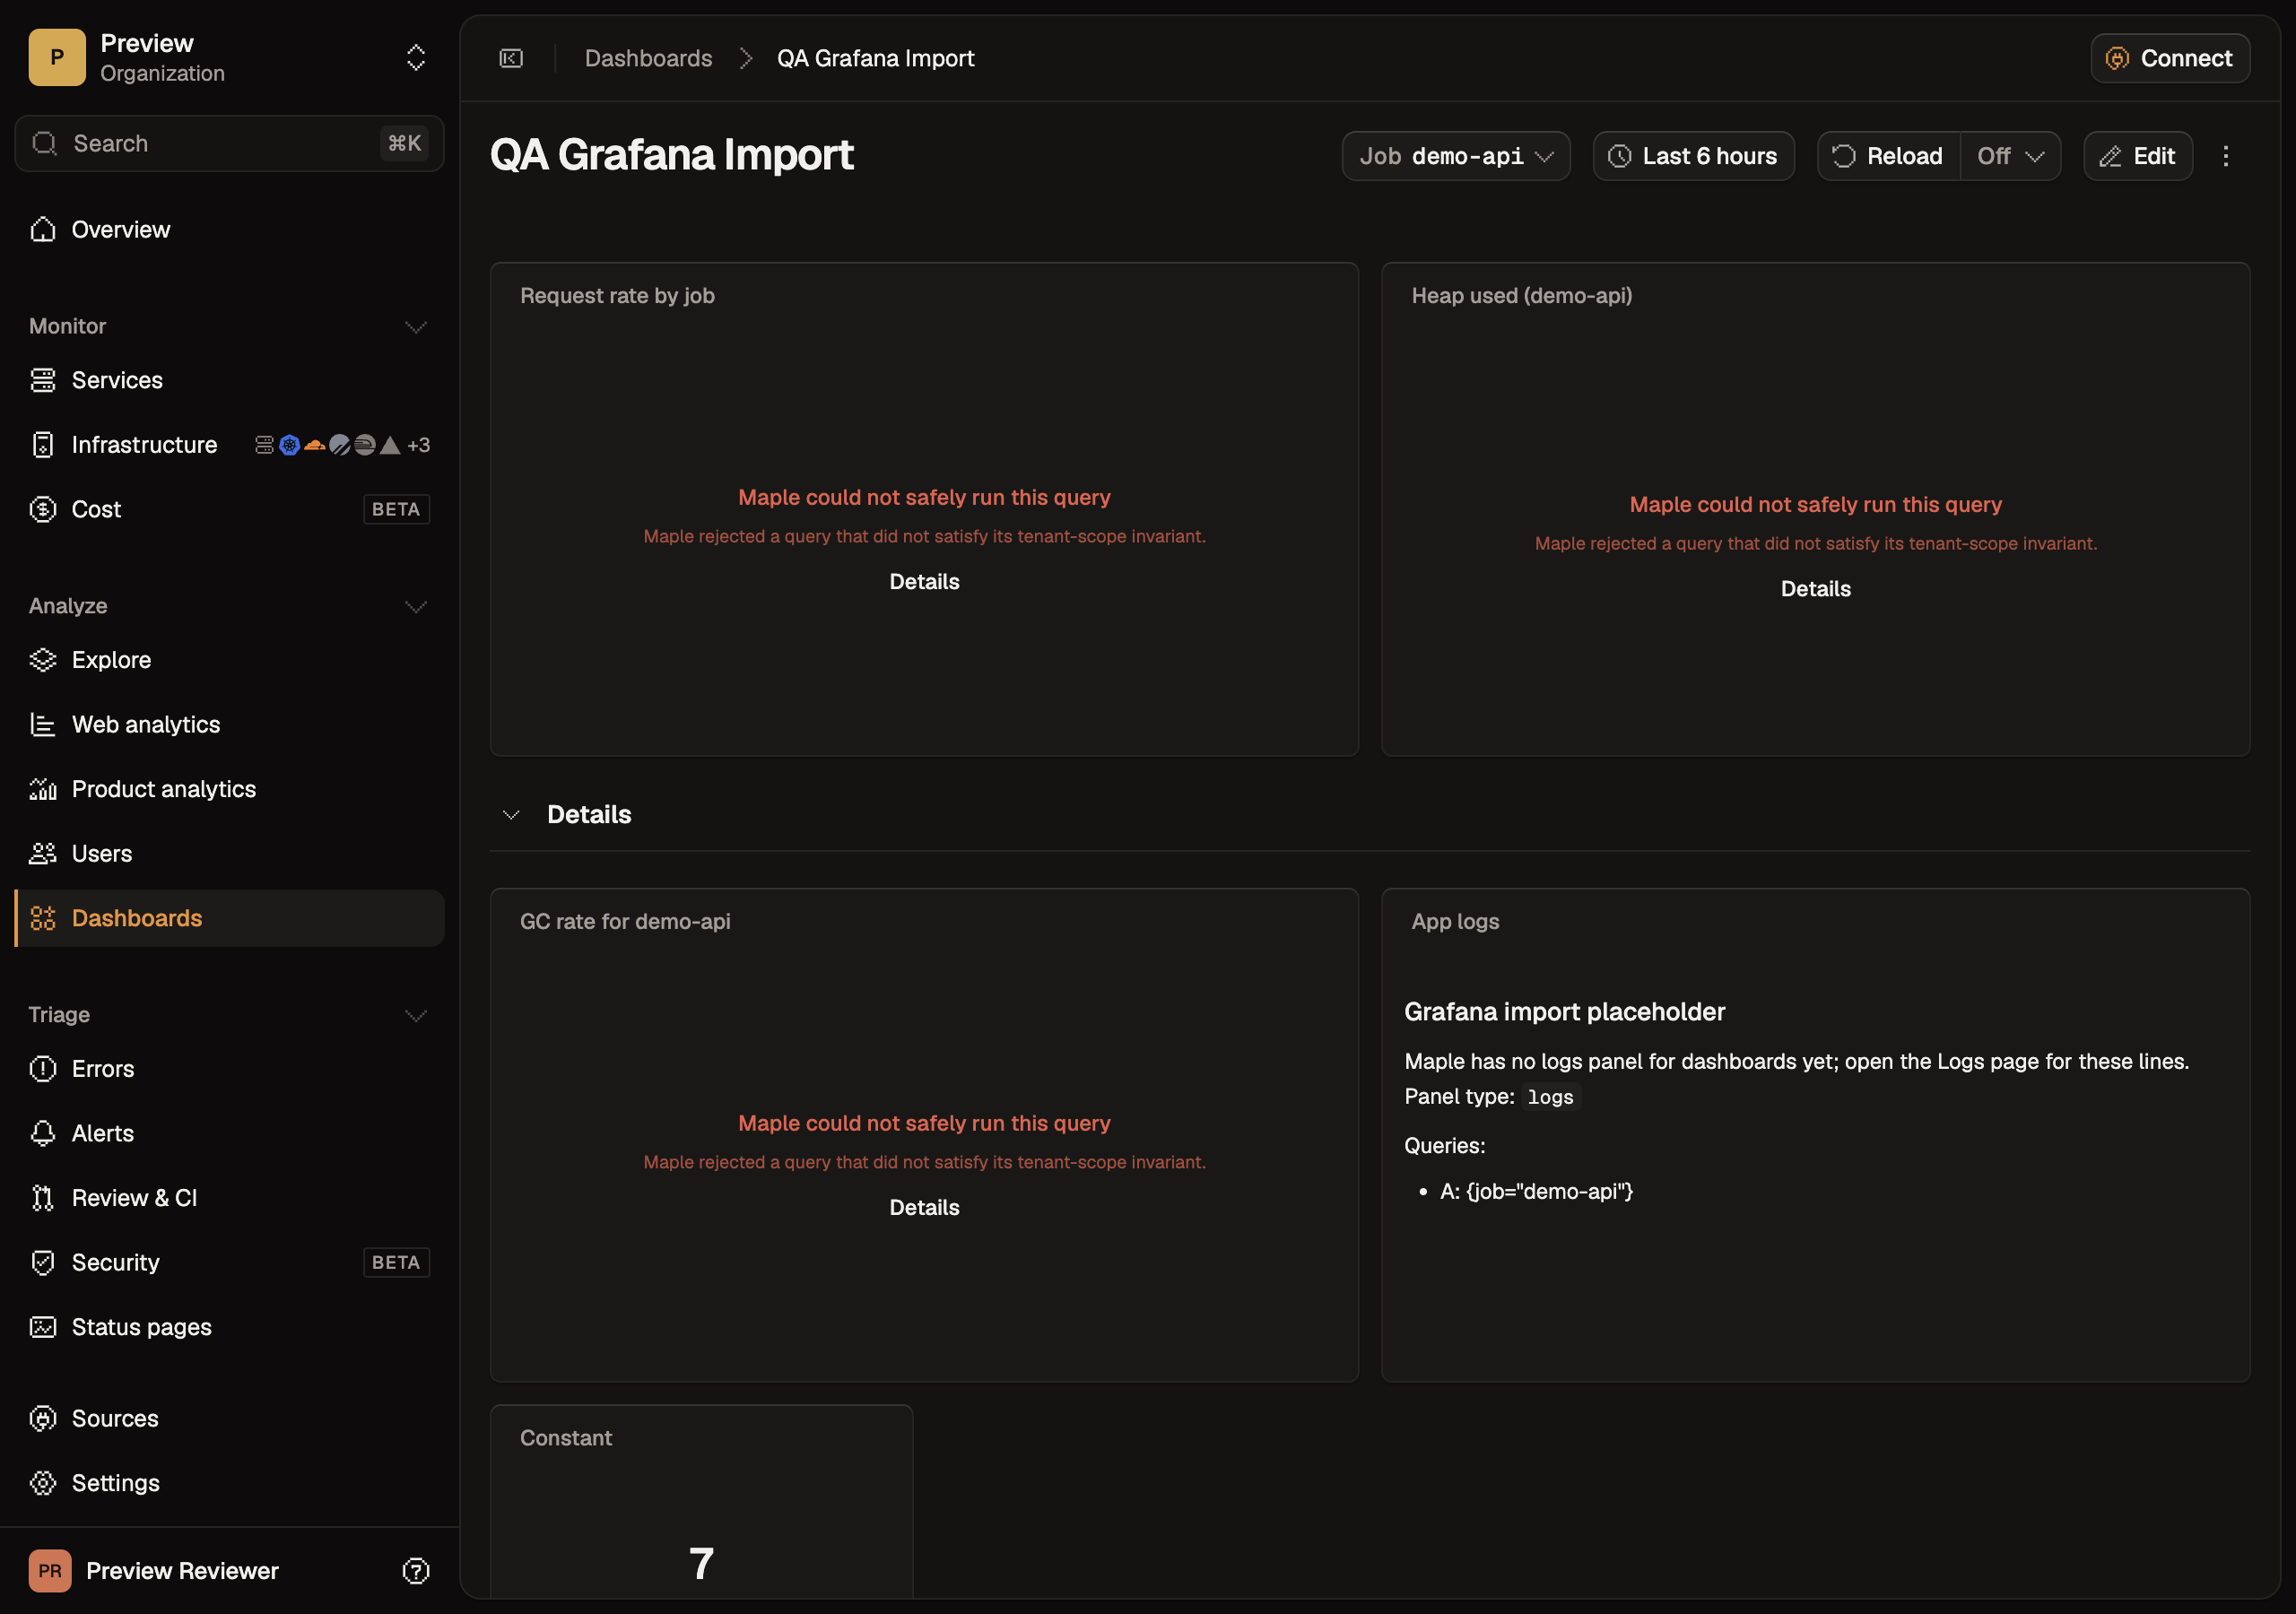 P
Preview
Organization
Search
⌘K
Overview
Monitor
Services
Infrastructure
+3
Cost
BETA
Analyze
Explore
Web analytics
Product analytics
Users
Dashboards
Triage
Errors
Alerts
Review & CI
Security
BETA
Status pages
Sources
Settings
PR
Preview Reviewer
Dashboards
QA Grafana Import
Connect
QA Grafana Import
Job demo-api
Last 6 hours
Reload
Off
Edit
Request rate by job
Maple could not safely run this query
Maple rejected a query that did not satisfy its tenant-scope invariant.
Details
Heap used (demo-api)
Maple could not safely run this query
Maple rejected a query that did not satisfy its tenant-scope invariant.
Details
Details
GC rate for demo-api
Maple could not safely run this query
Maple rejected a query that did not satisfy its tenant-scope invariant.
Details
App logs
Grafana import placeholder
Maple has no logs panel for dashboards yet; open the Logs page for these lines.
Panel type: logs
Queries:
• A: {job="demo-api"}
Constant
7